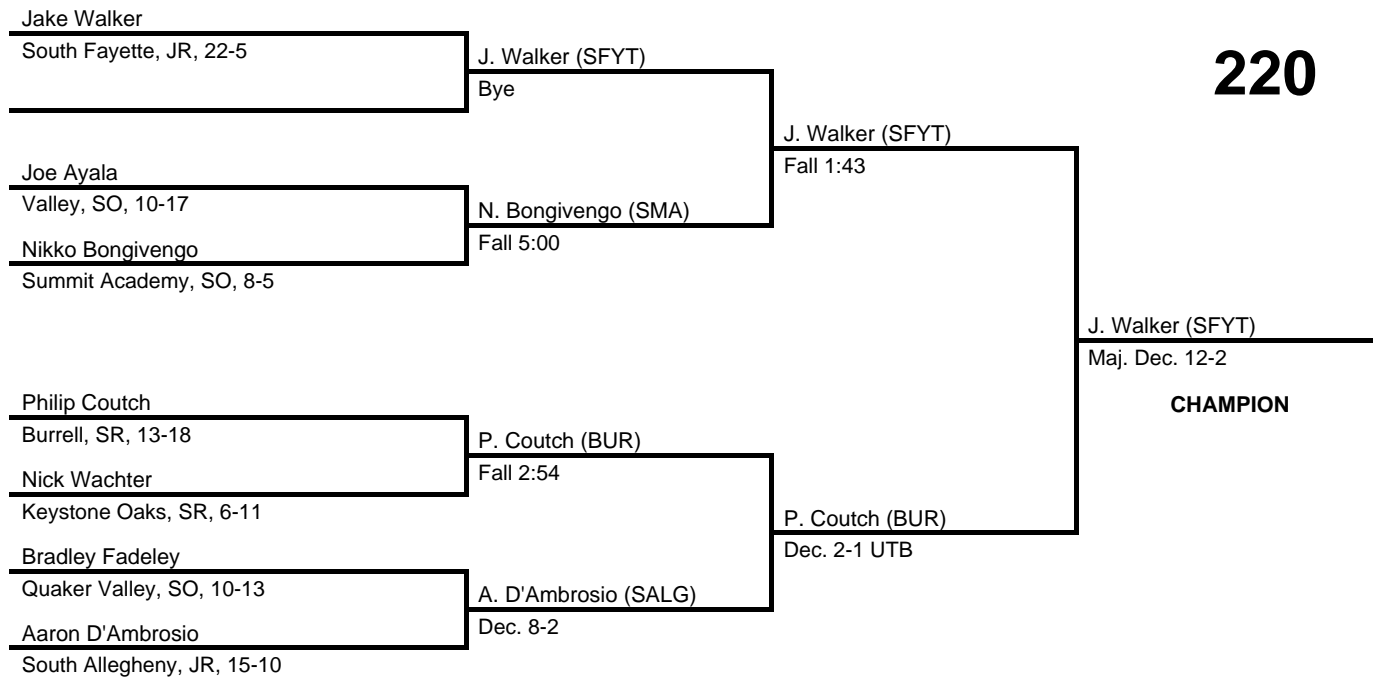 Jake Walker
South Fayette, JR, 22-5
J. Walker (SFYT)
Bye
220
J. Walker (SFYT)
Fall 1:43
Joe Ayala
Valley, SO, 10-17
N. Bongivengo (SMA)
Fall 5:00
Nikko Bongivengo
Summit Academy, SO, 8-5
J. Walker (SFYT)
Maj. Dec. 12-2
CHAMPION
Philip Coutch
Burrell, SR, 13-18
P. Coutch (BUR)
Fall 2:54
Nick Wachter
Keystone Oaks, SR, 6-11
P. Coutch (BUR)
Dec. 2-1 UTB
Bradley Fadeley
Quaker Valley, SO, 10-13
A. D'Ambrosio (SALG)
Dec. 8-2
Aaron D'Ambrosio
South Allegheny, JR, 15-10